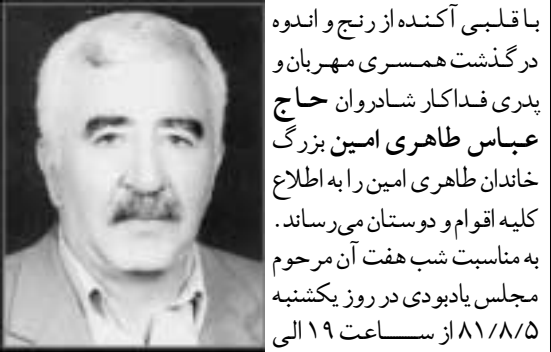 با قلبی آکنده از رنج و اندوه
درگذشت همسری مهربان و
پدری فداکار شادروان حاج
عباس طاهری امین بزرگ
خاندان طاهری امین را به اطلاع
کلیه اقوام و دوستان می‌رساند.
به مناسبت شب هفت آن مرحوم
مجلس یادبودی در روز یکشنبه
۸۱/۸/۵ از ساعت ۱۹ الی